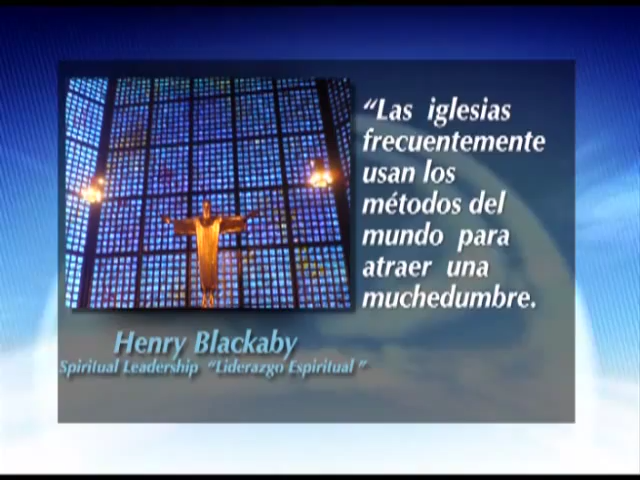 “Las iglesias
frecuentemente
usan los
métodos del
mundo para
atraer una
muchedumbre.
Henry Blackaby
Spiritual Leadership “Liderazgo Espiritual ”